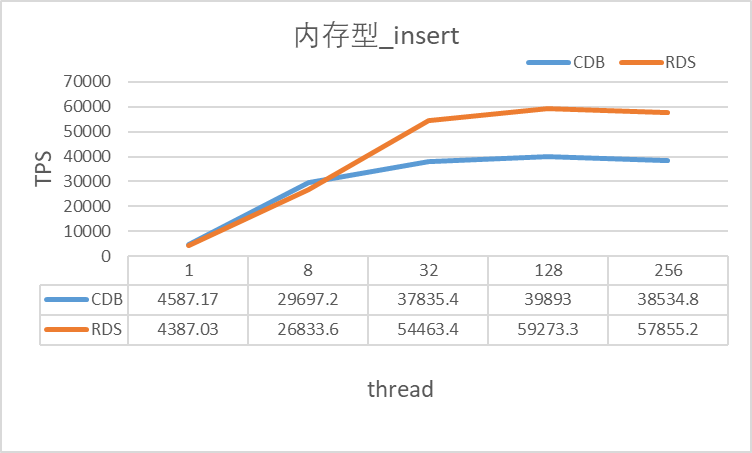 内存型_insert
CDB RDS
70000
60000
50000
40000
30000
20000
10000
0
TPS
1 8 32 128 256
CDB 4587.17 29697.2 37835.4 39893 38534.8
RDS 4387.03 26833.6 54463.4 59273.3 57855.2
thread